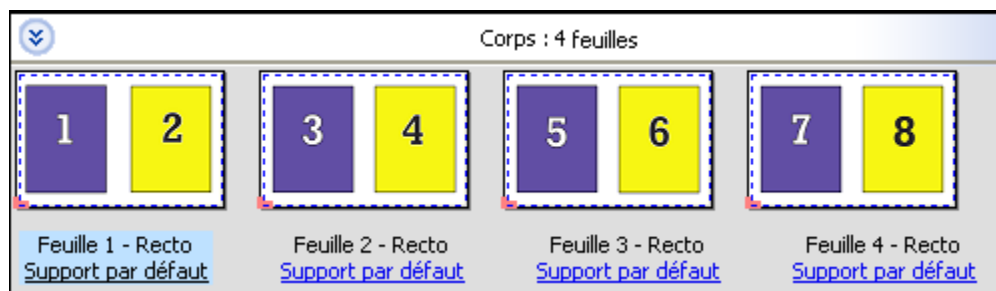 Corps : 4 feuilles
1 2 3 4 5 6 7 8
Feuille 1 - Recto Feuille 2 - Recto Feuille 3 - Recto Feuille 4 - Recto
Support par défaut Support par défaut Support par défaut Support par défaut